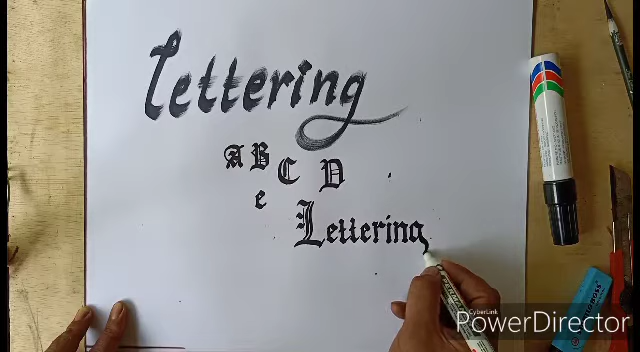 Lettering
A B C D
e
Lettering
CyberLink
PowerDirector